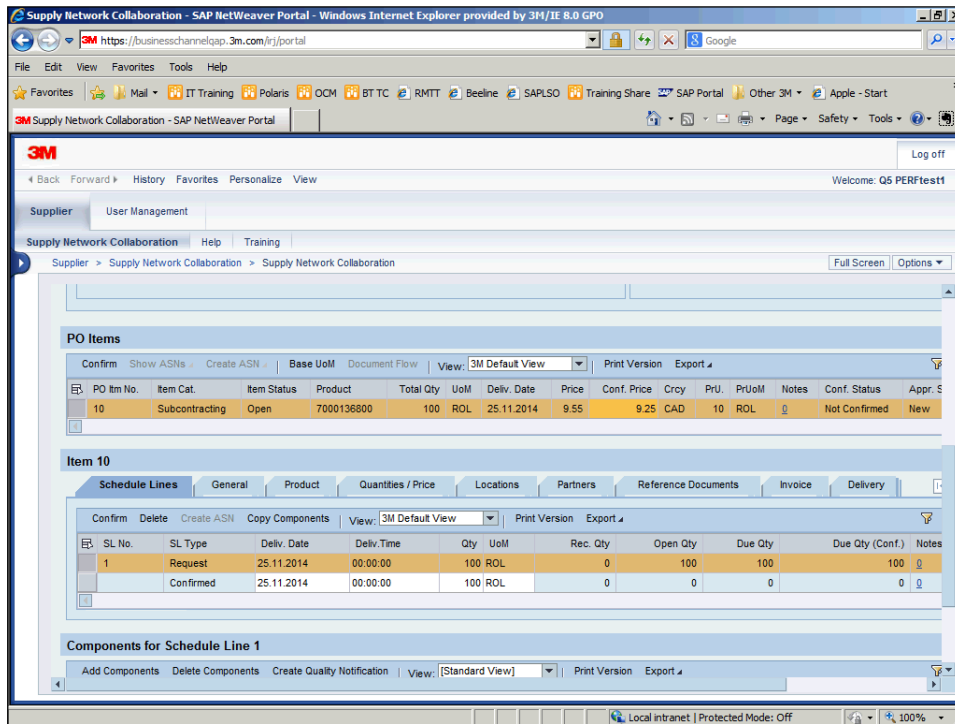 Supply Network Collaboration - SAP NetWeaver Portal - Windows Internet Explorer provided by 3M/IE 8.0 GPO
3M https://businesschannelqap.3m.com/irj/portal
Google
File Edit View Favorites Tools Help
Favorites Mail IT Training Polaris OCM BT TC RMTT Beeline SAPLSO Training Share SAP Portal Other 3M Apple - Start
3M Supply Network Collaboration - SAP NetWeaver Portal Page Safety Tools
3M Log off
Back Forward History Favorites Personalize View Welcome: Q5 PERFtest1
Supplier User Management
Supply Network Collaboration Help Training
Supplier > Supply Network Collaboration > Supply Network Collaboration Full Screen Options
PO Items
Confirm Show ASNs Create ASN Base UoM Document Flow View: 3M Default View Print Version Export
PO Itm No. Item Cat. Item Status Product Total Qty UoM Deliv. Date Price Conf. Price Crcy PrU. PrUoM Notes Conf. Status Appr. S
10 Subcontracting Open 7000136800 100 ROL 25.11.2014 9.55 9.25 CAD 10 ROL 0 Not Confirmed New
Item 10
Schedule Lines General Product Quantities / Price Locations Partners Reference Documents Invoice Delivery
Confirm Delete Create ASN Copy Components View: 3M Default View Print Version Export
SL No. SL Type Deliv. Date Deliv.Time Qty UoM Rec. Qty Open Qty Due Qty Due Qty (Conf.) Notes
1 Request 25.11.2014 00:00:00 100 ROL 0 100 100 100 0
Confirmed 25.11.2014 00:00:00 100 ROL 0 0 0 0 0
Components for Schedule Line 1
Add Components Delete Components Create Quality Notification View: [Standard View] Print Version Export
Local intranet | Protected Mode: Off 100%